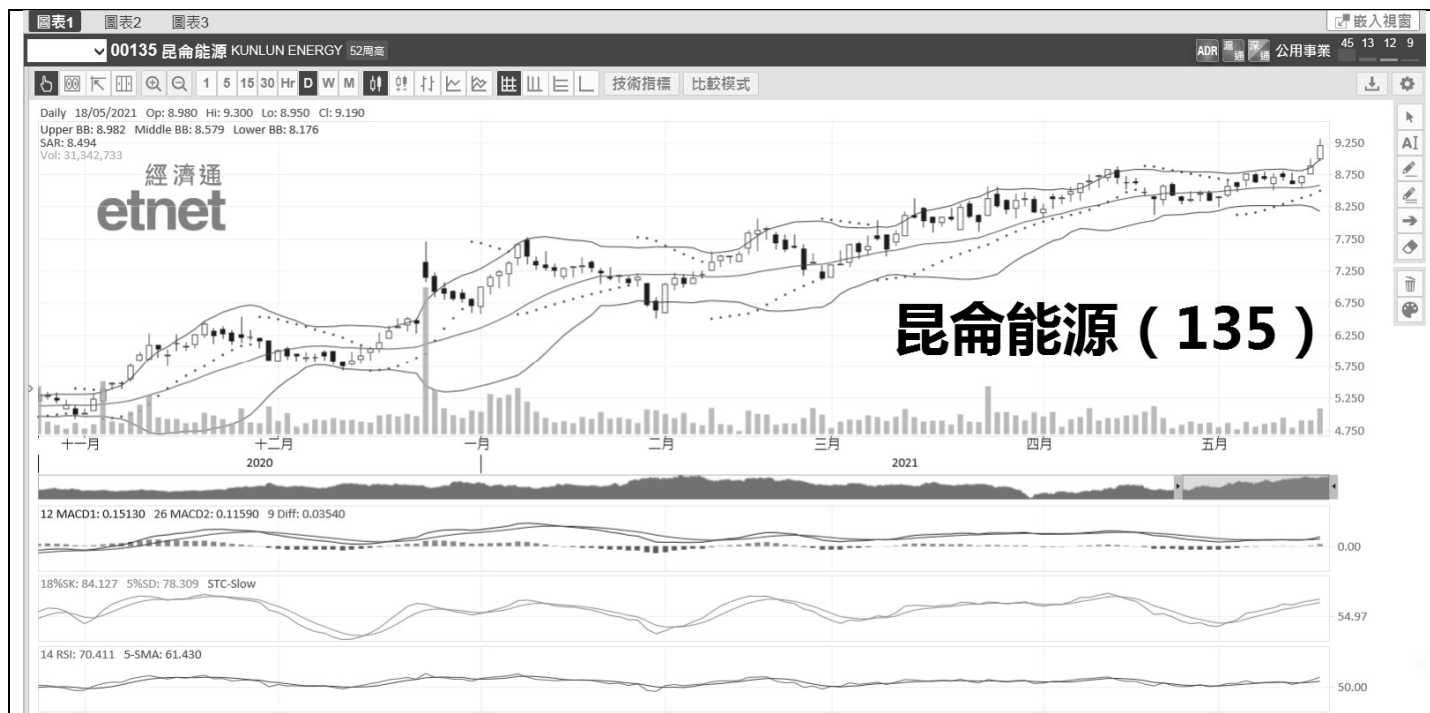 圖表1 圖表2 圖表3 嵌入視窗
00135 昆侖能源 KUNLUN ENERGY 52周高 ADR 滬通 深通 公用事業 45 13 12 9
1 5 15 30 Hr D W M 技術指標 比較模式
Daily 18/05/2021 Op: 8.980 Hi: 9.300 Lo: 8.950 Cl: 9.190
Upper BB: 8.982 Middle BB: 8.579 Lower BB: 8.176
SAR: 8.494
Vol: 31,342,733
經濟通
etnet
AI
9.250
8.750
8.250
7.750
7.250
6.750
昆侖能源（135）
6.250
5.750
5.250
4.750
十一月 十二月 一月 二月 三月 四月 五月
2020 2021
12 MACD1: 0.15130 26 MACD2: 0.11590 9 Diff: 0.03540
0.00
18%SK: 84.127 5%SD: 78.309 STC-Slow
54.97
14 RSI: 70.411 5-SMA: 61.430
50.00